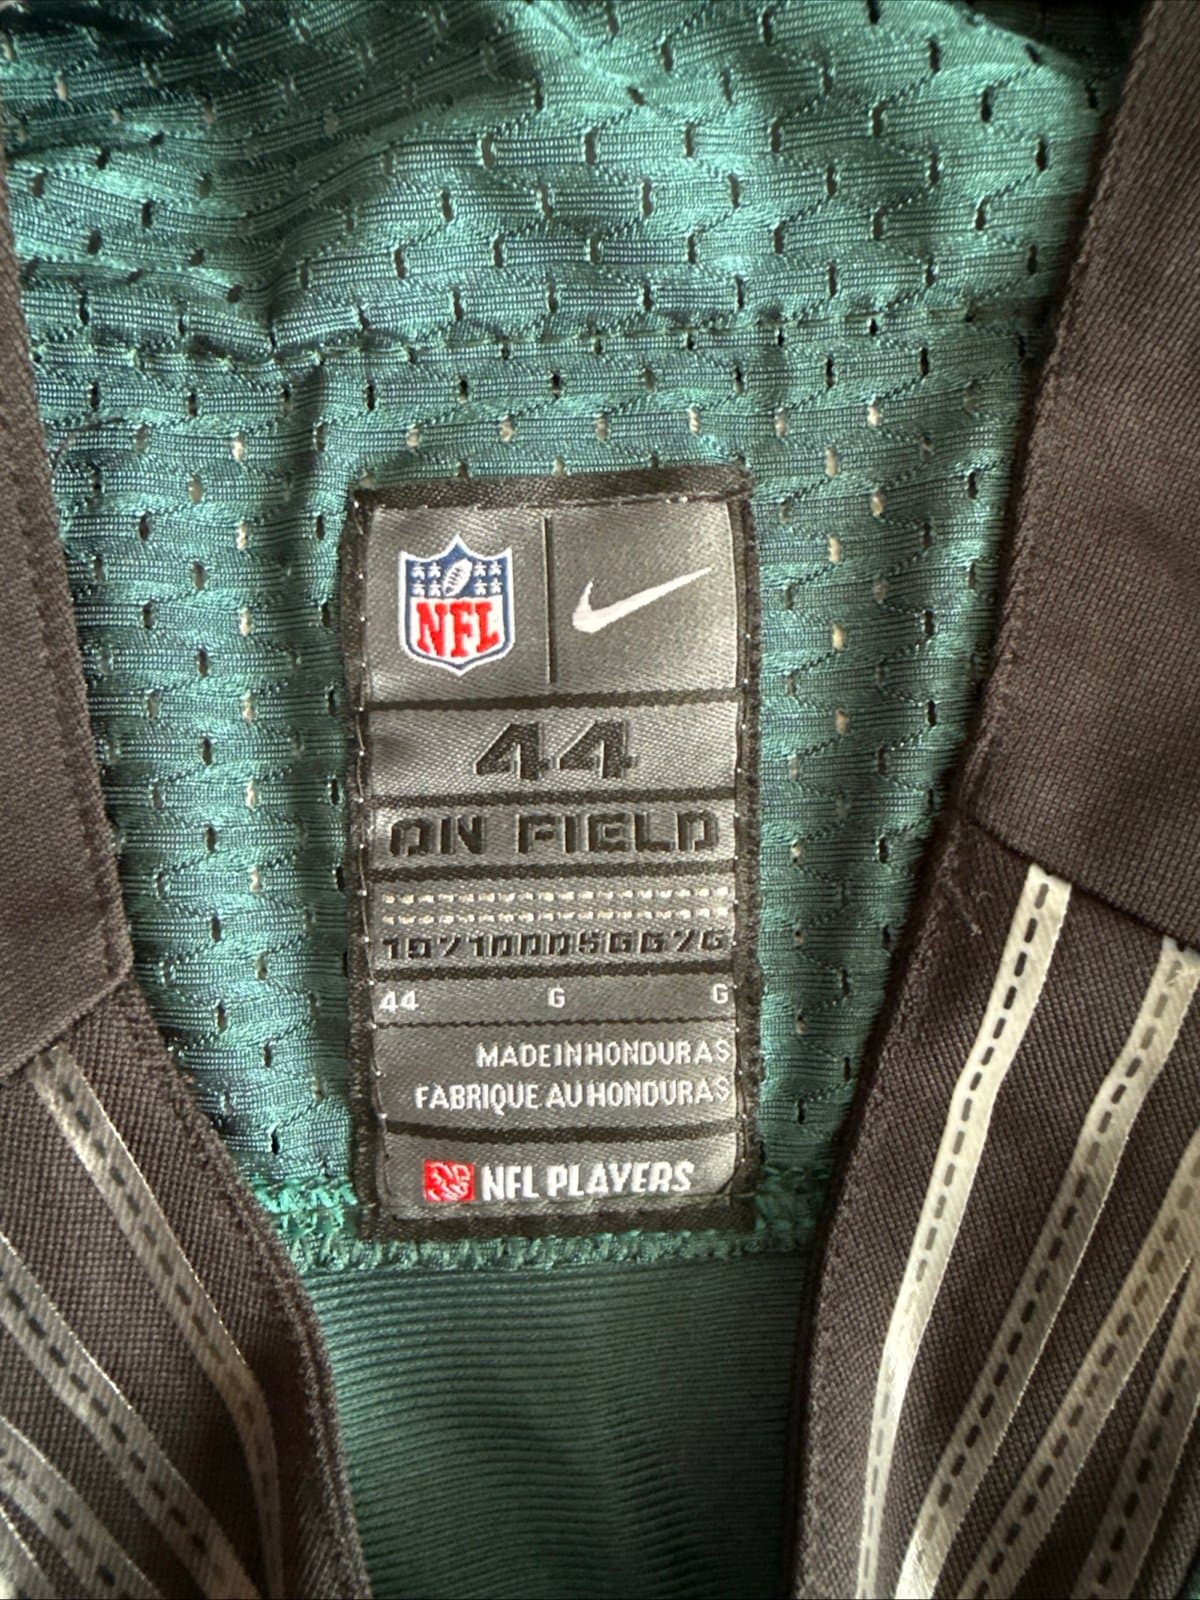 NFL
44
ON FIELD
44 G G
MADE IN HONDURAS
FABRIQUE AU HONDURAS
NFL PLAYERS